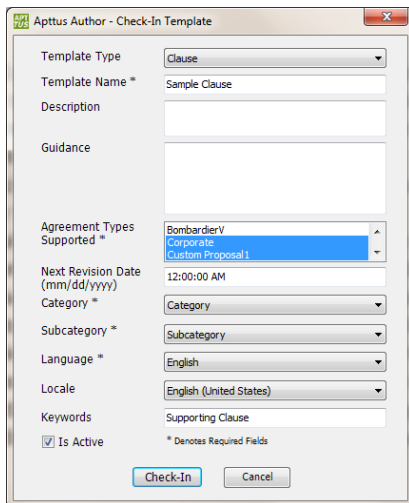 APT TUS Apttus Author - Check-In Template
Template Type Clause
Template Name * Sample Clause
Description
Guidance
Agreement Types Supported * BombardierV
Corporate
Custom Proposal1
Next Revision Date (mm/dd/yyyy) 12:00:00 AM
Category * Category
Subcategory * Subcategory
Language * English
Locale English (United States)
Keywords Supporting Clause
Is Active * Denotes Required Fields
Check-In Cancel